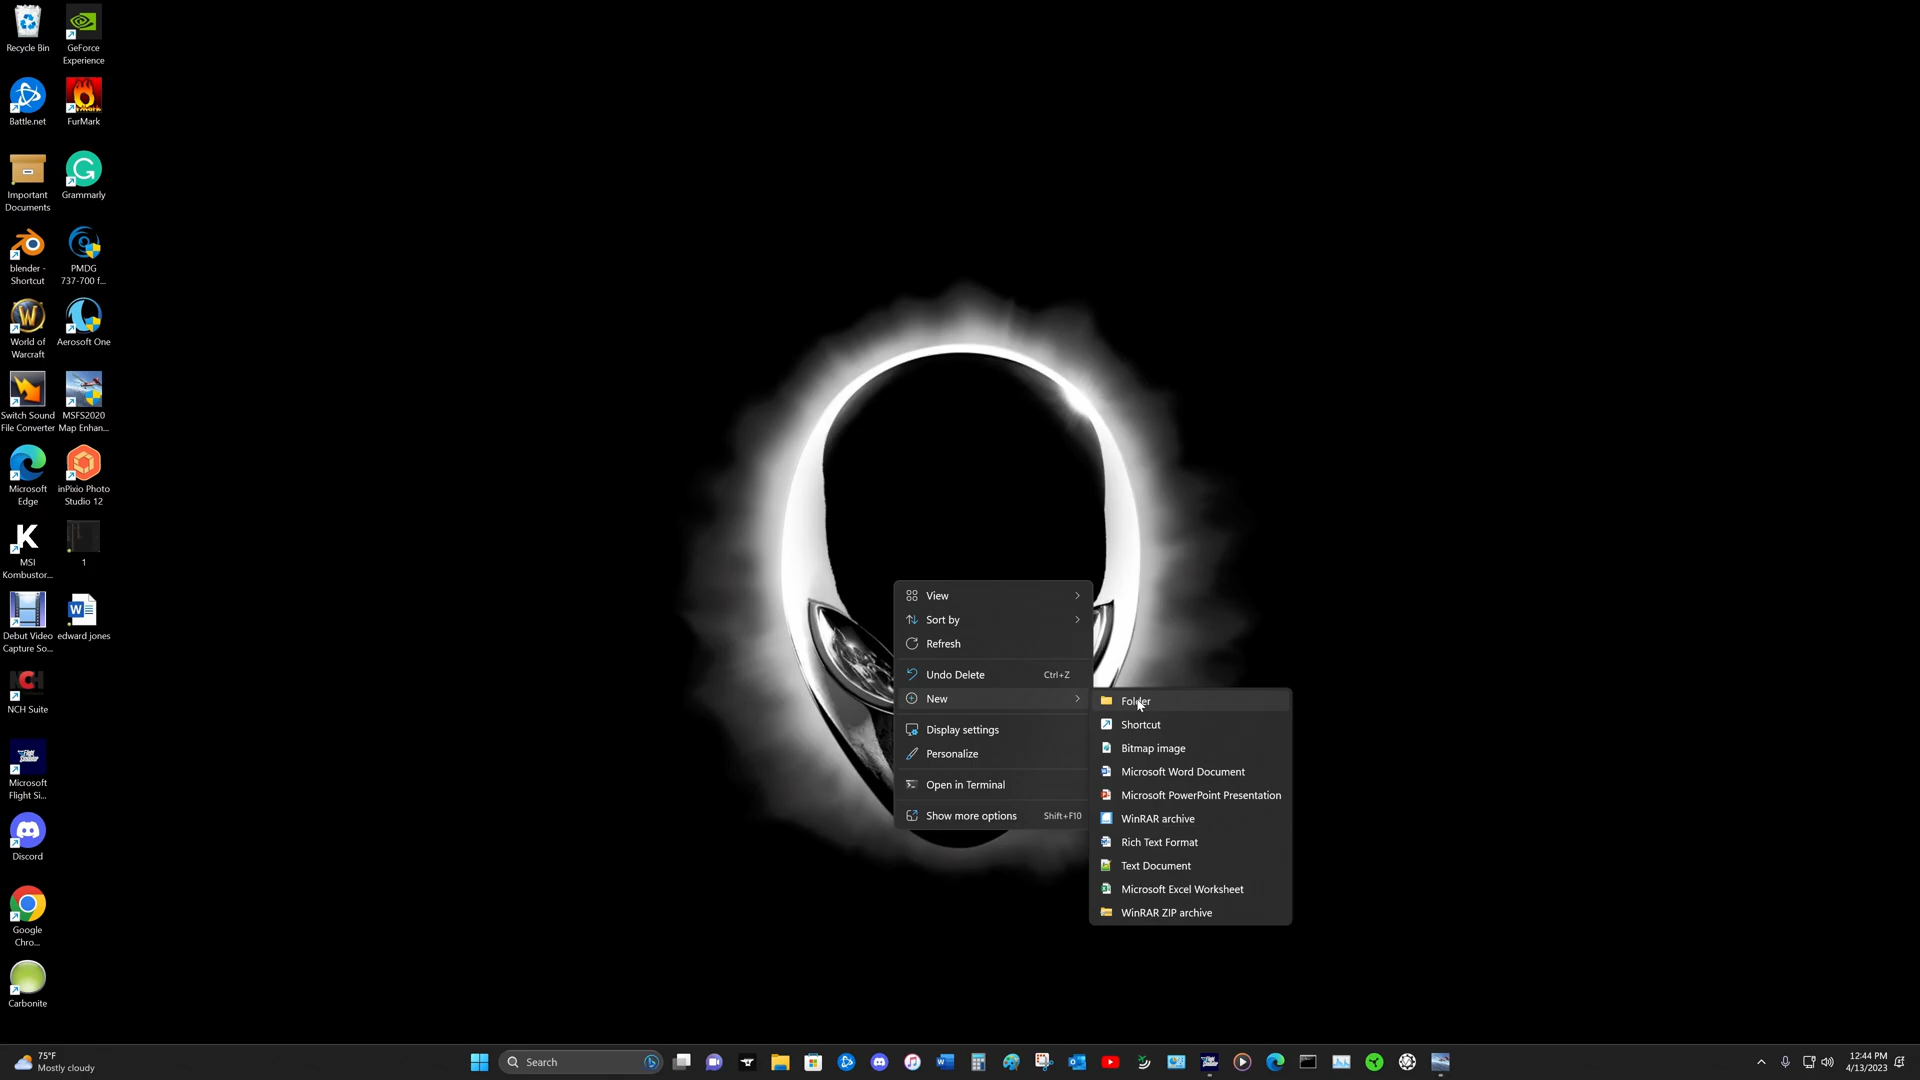 Recycle Bin
GeForce
Experience
Battle.net
FurMark
Important
Documents
Grammarly
blender -
Shortcut
PMDG
737-700 f...
World of
Warcraft
Aerosoft One
Switch Sound
File Converter
MSFS2020
Map Enhan...
Microsoft
Edge
inPixio Photo
Studio 12
MSI
Kombustor...
1
Debut Video
Capture So...
edward jones
NCH Suite
Microsoft
Flight Si...
Discord
Google
Chro...
Carbonite
View
Sort by
Refresh
Undo Delete Ctrl+Z
New
Display settings
Personalize
Open in Terminal
Show more options Shift+F10
Folder
Shortcut
Bitmap image
Microsoft Word Document
Microsoft PowerPoint Presentation
WinRAR archive
Rich Text Format
Text Document
Microsoft Excel Worksheet
WinRAR ZIP archive
75°F
Mostly cloudy
Search
12:44 PM
4/13/2023